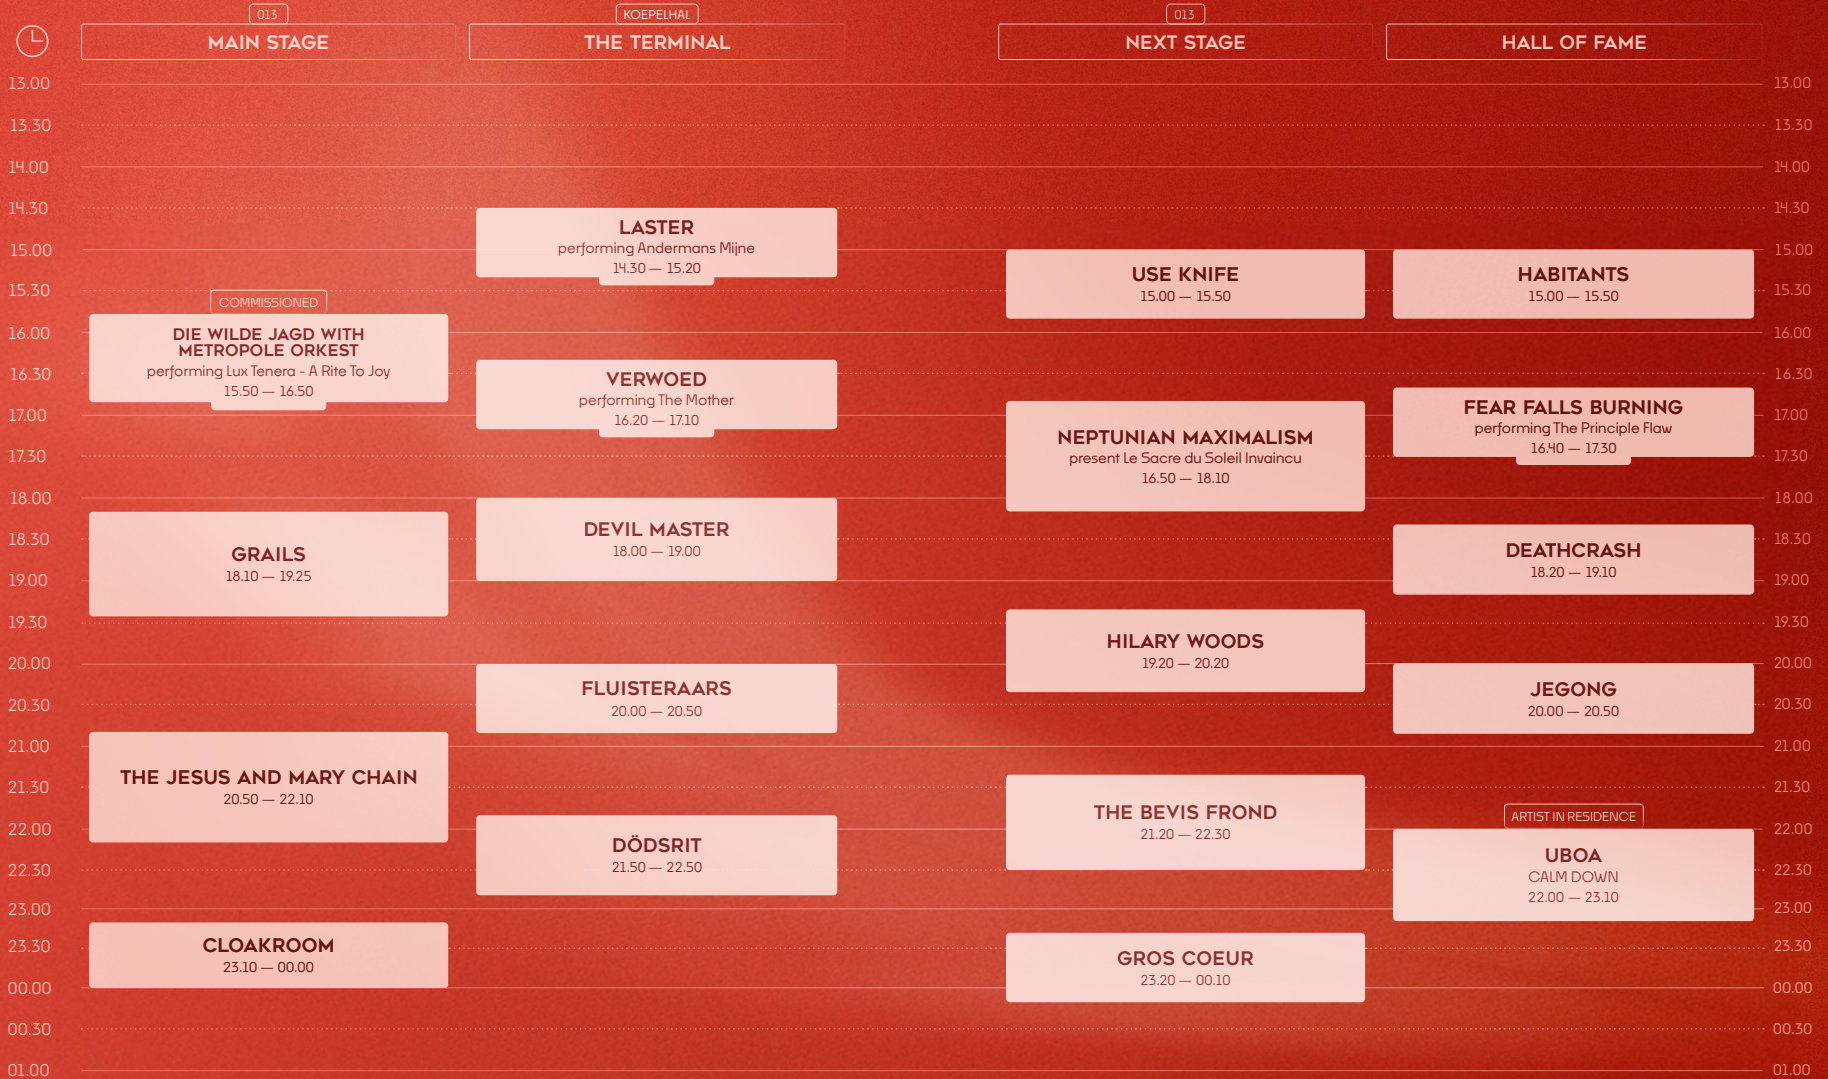 013
MAIN STAGE
KOEPELHAL
THE TERMINAL
013
NEXT STAGE
HALL OF FAME
13.00
13.30
14.00
14.30
15.00
15.30
16.00
16.30
17.00
17.30
18.00
18.30
19.00
19.30
20.00
20.30
21.00
21.30
22.00
22.30
23.00
23.30
00.00
00.30
01.00
COMMISSIONED
DIE WILDE JAGD WITH
METROPOLE ORKEST
performing Lux Tenera - A Rite To Joy
15.50 — 16.50
GRAILS
18.10 — 19.25
THE JESUS AND MARY CHAIN
20.50 — 22.10
CLOAKROOM
23.10 — 00.00
LASTER
performing Andermans Mijne
14.30 — 15.20
VERWOED
performing The Mother
16.20 — 17.10
DEVIL MASTER
18.00 — 19.00
FLUISTERAARS
20.00 — 20.50
DÖDSRIT
21.50 — 22.50
USE KNIFE
15.00 — 15.50
NEPTUNIAN MAXIMALISM
present Le Sacre du Soleil Invaincu
16.50 — 18.10
HILARY WOODS
19.20 — 20.20
THE BEVIS FROND
21.20 — 22.30
GROS COEUR
23.20 — 00.10
HABITANTS
15.00 — 15.50
FEAR FALLS BURNING
performing The Principle Flaw
16.40 — 17.30
DEATHCRASH
18.20 — 19.10
JEGONG
20.00 — 20.50
ARTIST IN RESIDENCE
UBOA
CALM DOWN
22.00 — 23.10
13.00
13.30
14.00
14.30
15.00
15.30
16.00
16.30
17.00
17.30
18.00
18.30
19.00
19.30
20.00
20.30
21.00
21.30
22.00
22.30
23.00
23.30
00.00
00.30
01.00